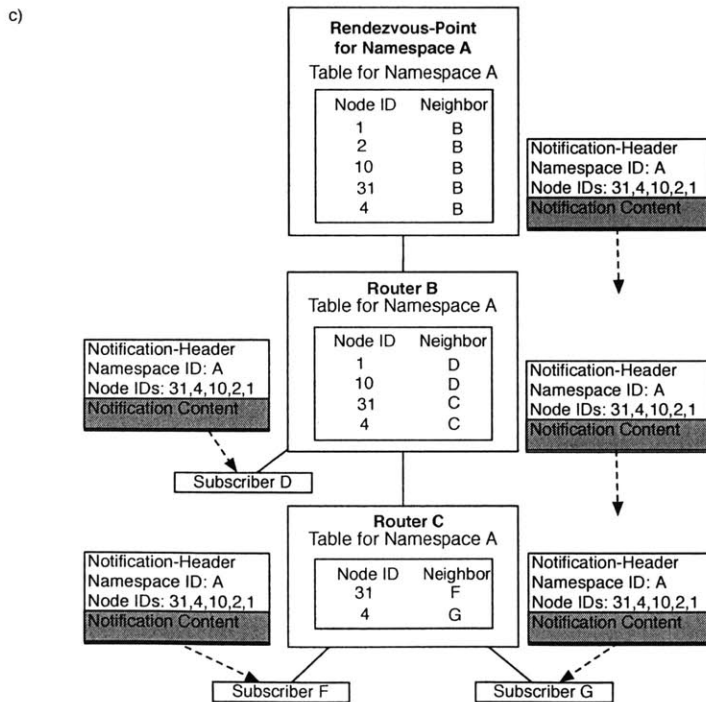 c)
Rendezvous-Point
for Namespace A
Table for Namespace A
Node ID Neighbor
1 B
2 B
10 B
31 B
4 B
Notification-Header
Namespace ID: A
Node IDs: 31,4,10,2,1
Notification Content
Router B
Table for Namespace A
Node ID Neighbor
1 D
10 D
31 C
4 C
Notification-Header
Namespace ID: A
Node IDs: 31,4,10,2,1
Notification Content
Subscriber D
Notification-Header
Namespace ID: A
Node IDs: 31,4,10,2,1
Notification Content
Router C
Table for Namespace A
Node ID Neighbor
31 F
4 G
Notification-Header
Namespace ID: A
Node IDs: 31,4,10,2,1
Notification Content
Notification-Header
Namespace ID: A
Node IDs: 31,4,10,2,1
Notification Content
Subscriber F
Subscriber G